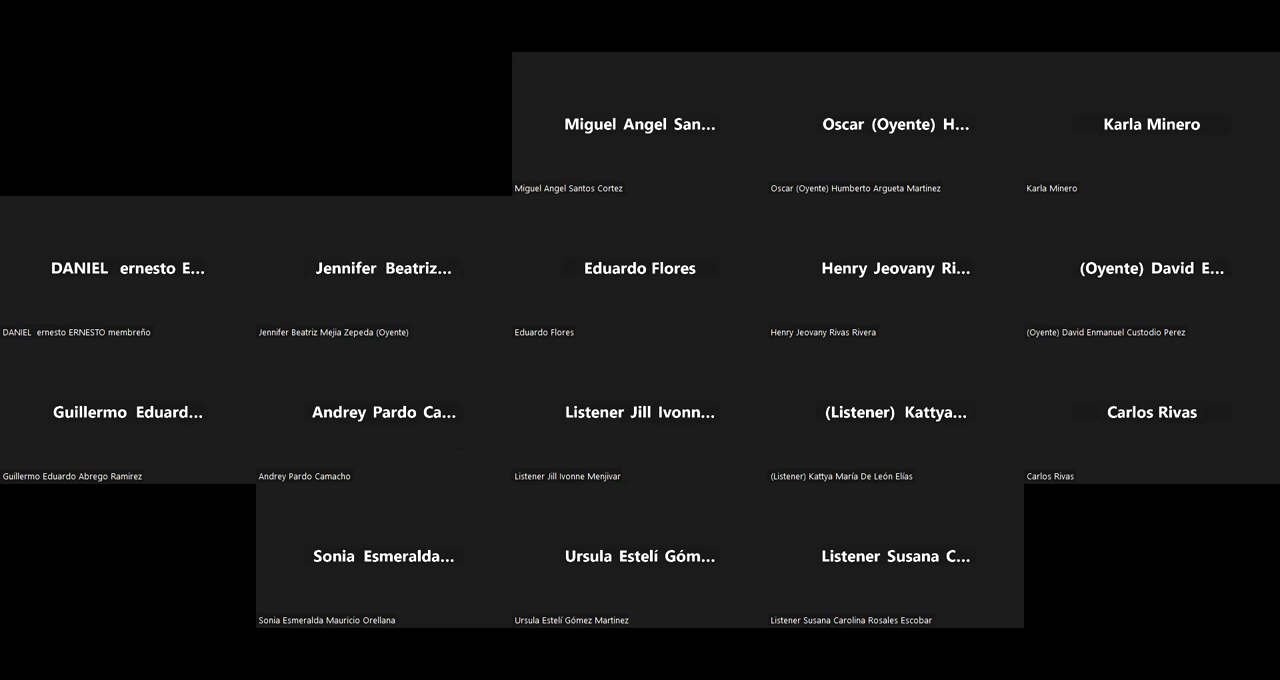 Miguel Angel San...
Oscar (Oyente) H...
Karla Minero
Miguel Angel Santos Cortez
Oscar (Oyente) Humberto Argueta Martinez
Karla Minero
DANIEL ernesto E...
Jennifer Beatriz...
Eduardo Flores
Henry Jeovany Ri...
(Oyente) David E...
DANIEL ernesto ERNESTO membreño
Jennifer Beatriz Mejia Zepeda (Oyente)
Eduardo Flores
Henry Jeovany Rivas Rivera
(Oyente) David Enmanuel Custodio Perez
Guillermo Eduard...
Andrey Pardo Ca...
Listener Jill Ivonn...
(Listener) Kattya...
Carlos Rivas
Guillermo Eduardo Abrego Ramirez
Andrey Pardo Camacho
Listener Jill Ivonne Menjivar
(Listener) Kattya María De León Elías
Carlos Rivas
Sonia Esmeralda...
Ursula Estelí Góm...
Listener Susana C...
Sonia Esmeralda Mauricio Orellana
Ursula Estelí Gómez Martinez
Listener Susana Carolina Rosales Escobar